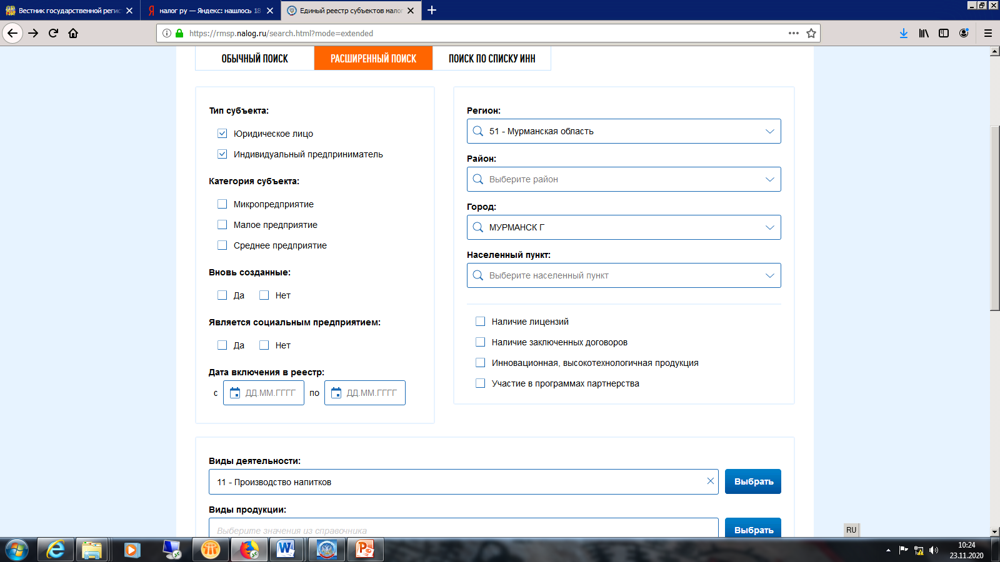 Вестник государственной регис
налог ру — Яндекс: нашлось 18
Единый реестр субъектов малог
https://rmsp.nalog.ru/search.html?mode=extended
ОБЫЧНЫЙ ПОИСК
РАСШИРЕННЫЙ ПОИСК
ПОИСК ПО СПИСКУ ИНН
Тип субъекта:
Юридическое лицо
Индивидуальный предприниматель
Категория субъекта:
Микропредприятие
Малое предприятие
Среднее предприятие
Вновь созданные:
Да
Нет
Является социальным предприятием:
Да
Нет
Дата включения в реестр:
с ДД.ММ.ГГГГ по ДД.ММ.ГГГГ
Регион:
51 - Мурманская область
Район:
Выберите район
Город:
МУРМАНСК Г
Населенный пункт:
Выберите населенный пункт
Наличие лицензий
Наличие заключенных договоров
Инновационная, высокотехнологичная продукция
Участие в программах партнерства
Виды деятельности:
11 - Производство напитков
Выбрать
Виды продукции:
Выберите значения из справочника
Выбрать
RU
10:24
23.11.2020